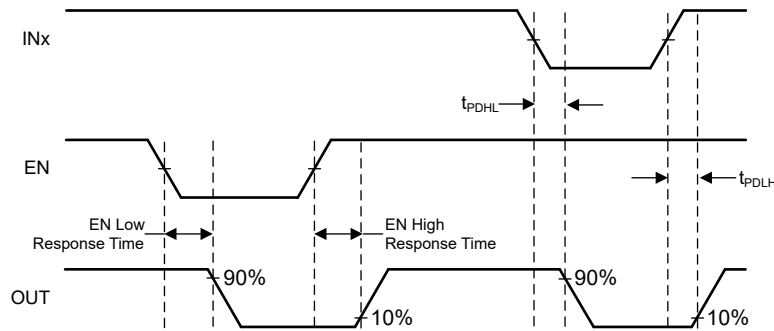 INx
tPDHL
EN
tPDLH
EN Low
Response Time
EN High
Response Time
90%
90%
OUT
10%
10%